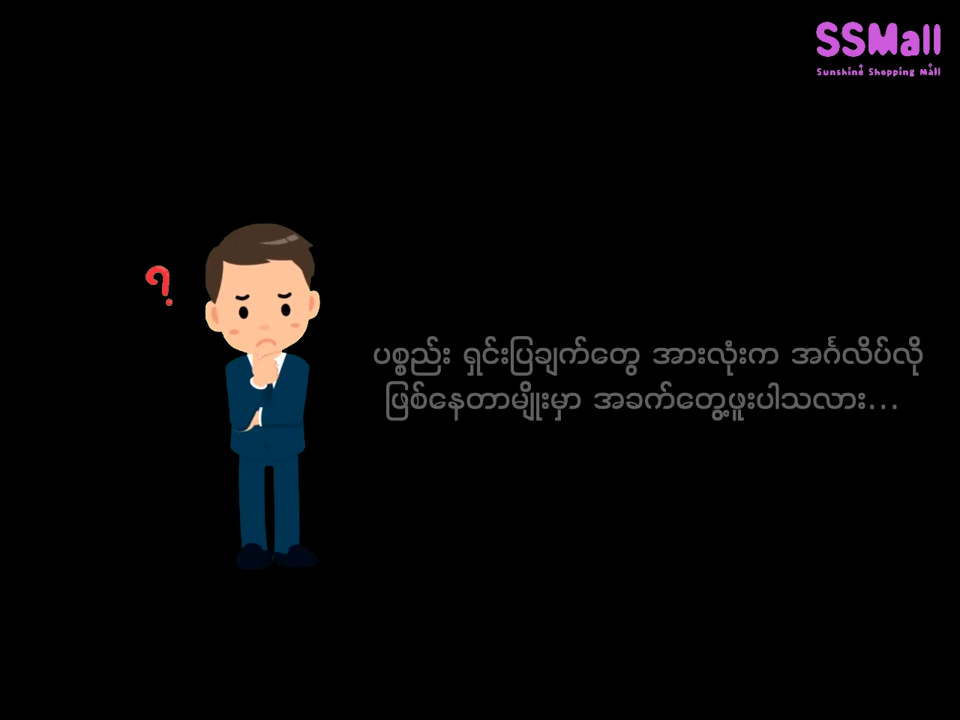 SSMall
Sunshine Shopping Mall
?
ပစ္စည်း ရှင်းပြချက်တွေ အားလုံးက အင်္ဂလိပ်လို
ဖြစ်နေတာမျိုးမှာ အခက်တွေ့ဖူးပါသလား...